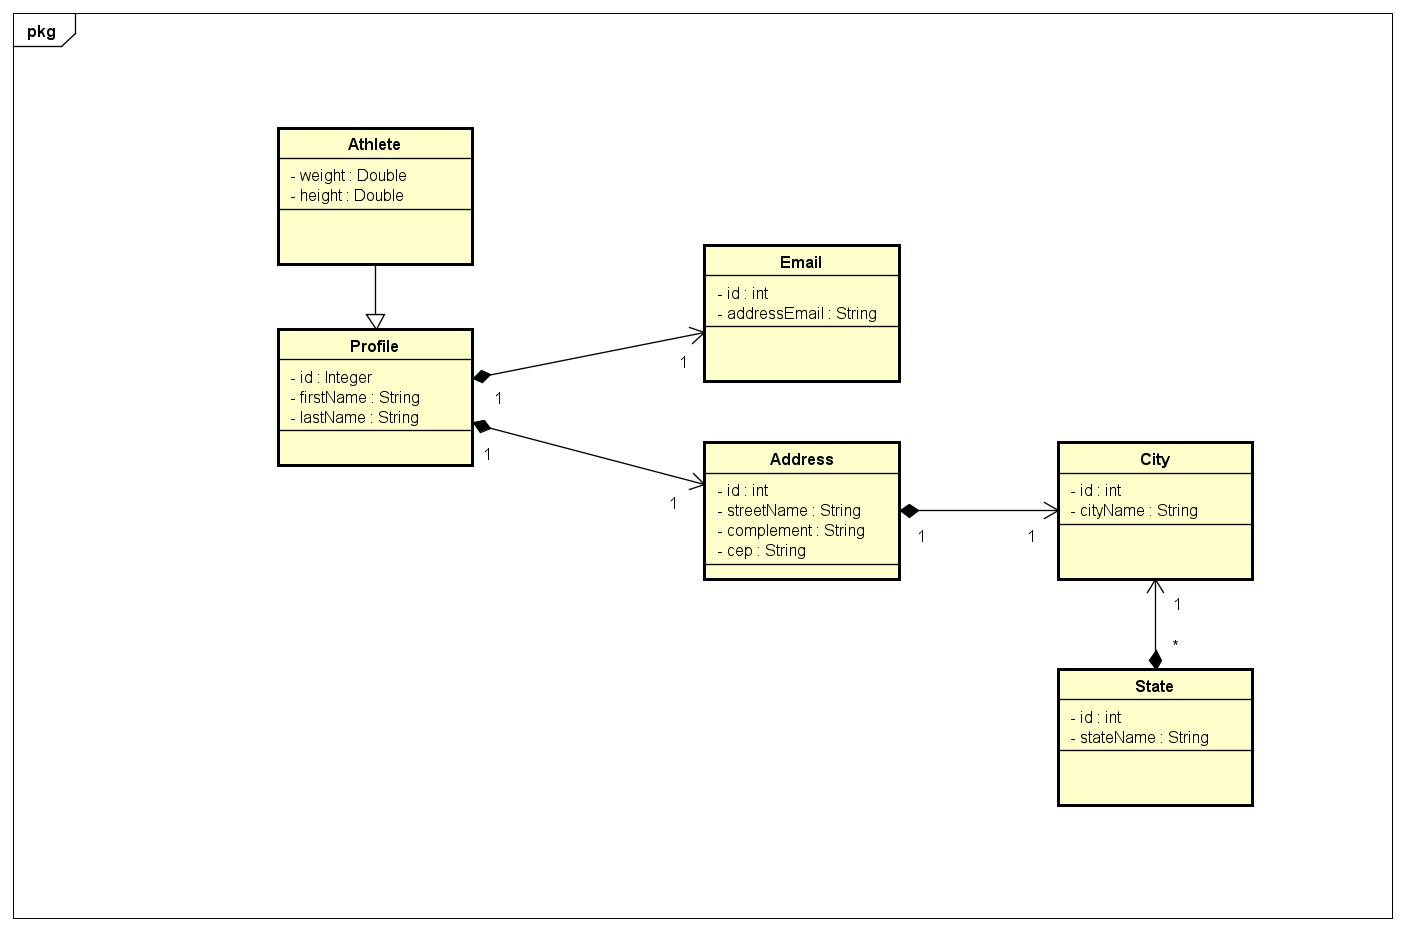 pkg
Athlete
- weight : Double
- height : Double
Profile
- id : Integer
- firstName : String
- lastName : String
1
1
1
1
Email
- id : int
- addressEmail : String
Address
- id : int
- streetName : String
- complement : String
- cep : String
1
1
City
- id : int
- cityName : String
1
*
State
- id : int
- stateName : String